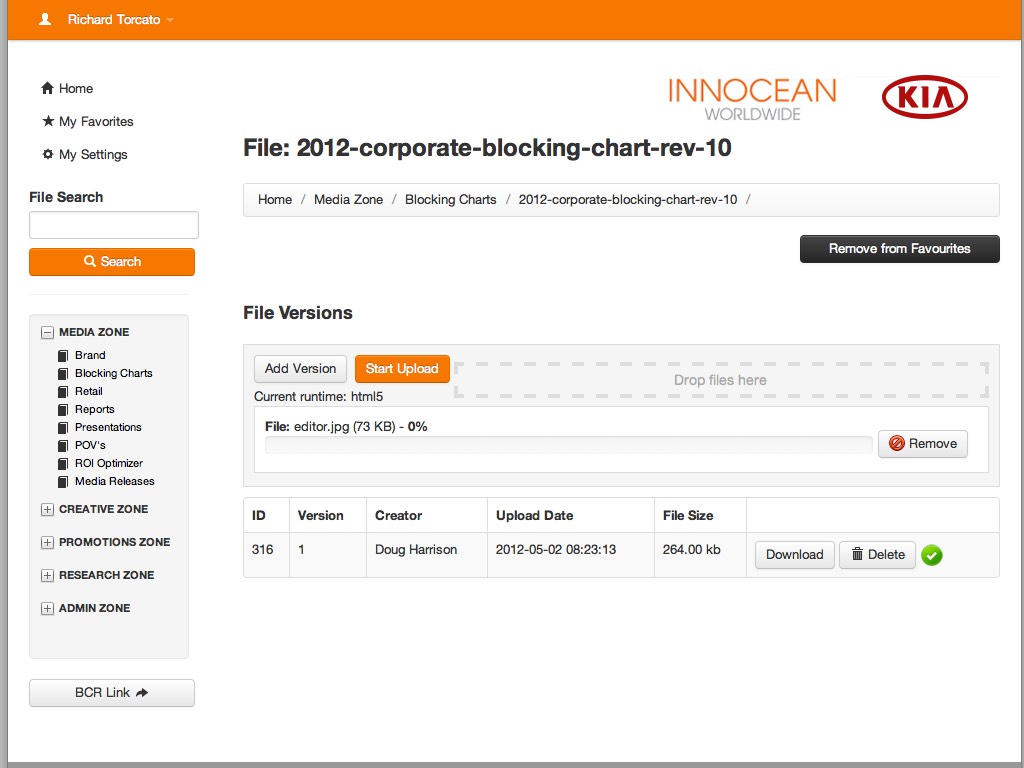 Richard Torcato
Home
My Favorites
My Settings
File Search
Search
MEDIA ZONE
Brand
Blocking Charts
Retail
Reports
Presentations
POV's
ROI Optimizer
Media Releases
CREATIVE ZONE
PROMOTIONS ZONE
RESEARCH ZONE
ADMIN ZONE
BCR Link
INNOCEAN
WORLDWIDE
KIA
File: 2012-corporate-blocking-chart-rev-10
Home / Media Zone / Blocking Charts / 2012-corporate-blocking-chart-rev-10 /
Remove from Favourites
File Versions
Add Version Start Upload Drop files here
Current runtime: html5
File: editor.jpg (73 KB) - 0%
Remove
ID Version Creator Upload Date File Size
316 1 Doug Harrison 2012-05-02 08:23:13 264.00 kb Download Delete